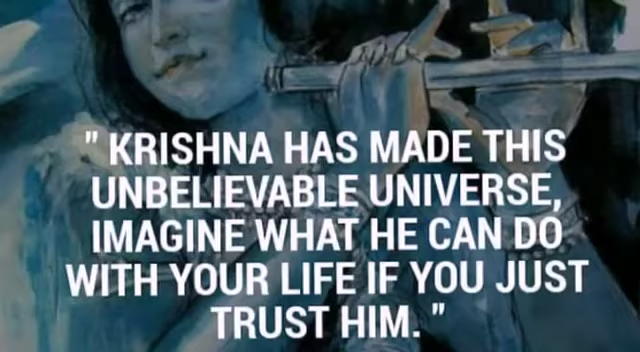 " KRISHNA HAS MADE THIS
UNBELIEVABLE UNIVERSE,
IMAGINE WHAT HE CAN DO
WITH YOUR LIFE IF YOU JUST
TRUST HIM. "